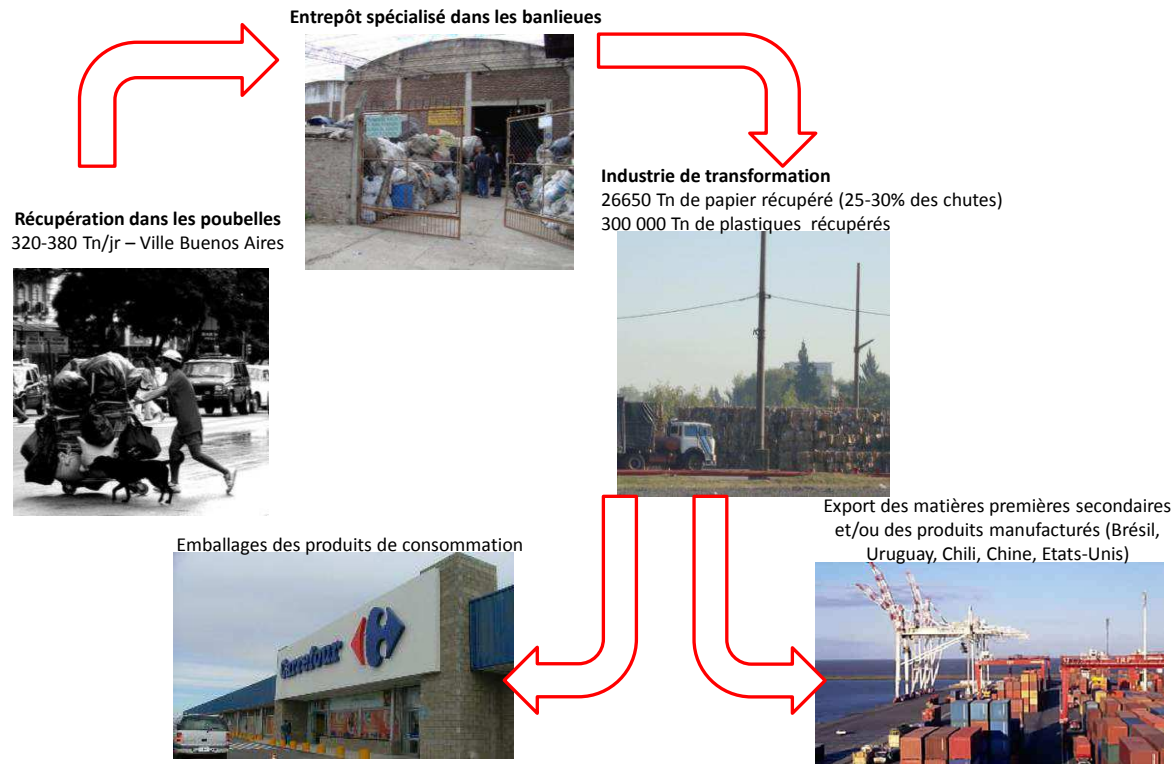 Entrepôt spécialisé dans les banlieues
Industrie de transformation
26650 Tn de papier récupéré (25-30% des chutes)
300 000 Tn de plastiques récupérés
Récupération dans les poubelles
320-380 Tn/jr – Ville Buenos Aires
Export des matières premières secondaires
et/ou des produits manufacturés (Brésil,
Uruguay, Chili, Chine, Etats-Unis)
Emballages des produits de consommation
Carrefour